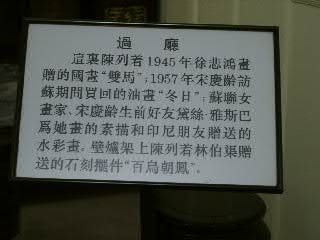 過廳
這裏陳列着1945年徐悲鴻畫
贈的國畫“雙馬”;1957年宋慶齡訪
蘇期間買回的油畫“冬日”;蘇聯女
畫家、宋慶齡生前好友黛絲·雅斯巴
爲她畫的素描和印尼朋友贈送的
水彩畫。壁爐架上陳列着林伯渠贈
送的石刻擺件“百鳥朝鳳”。